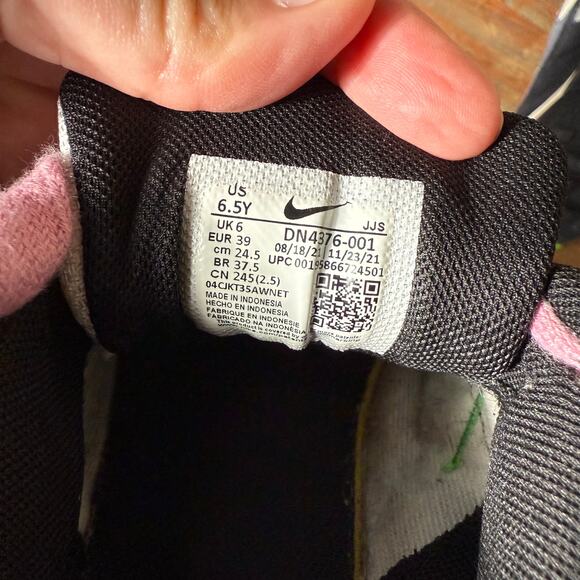 US
6.5Y
JJS
UK 6
DN4376-001
EUR 39
08/18/21 11/23/21
cm 24.5
UPC 00195866724501
BR 37.5
CN 245(2.5)
04CJKT35AWNET
MADE IN INDONESIA
HECHO EN INDONESIA
FABRIQUE EN INDONESIE
FABRICADO NA INDONESIA